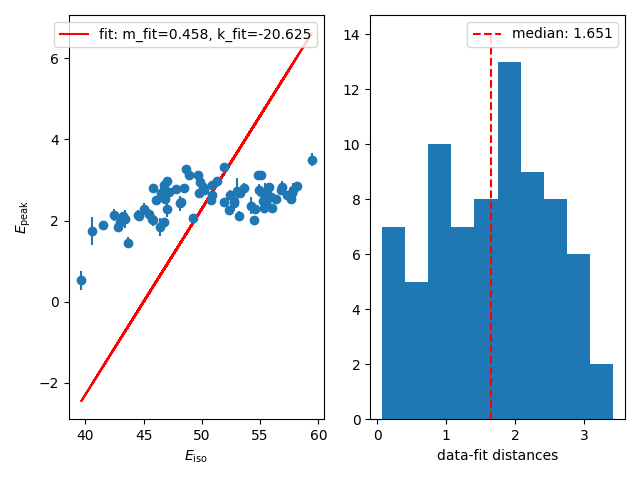 fit: m_fit=0.458, k_fit=-20.625
6
4
2
0
−2
E_peak
40 45 50 55 60
E_iso
median: 1.651
14
12
10
8
6
4
2
0
0 1 2 3
data-fit distances